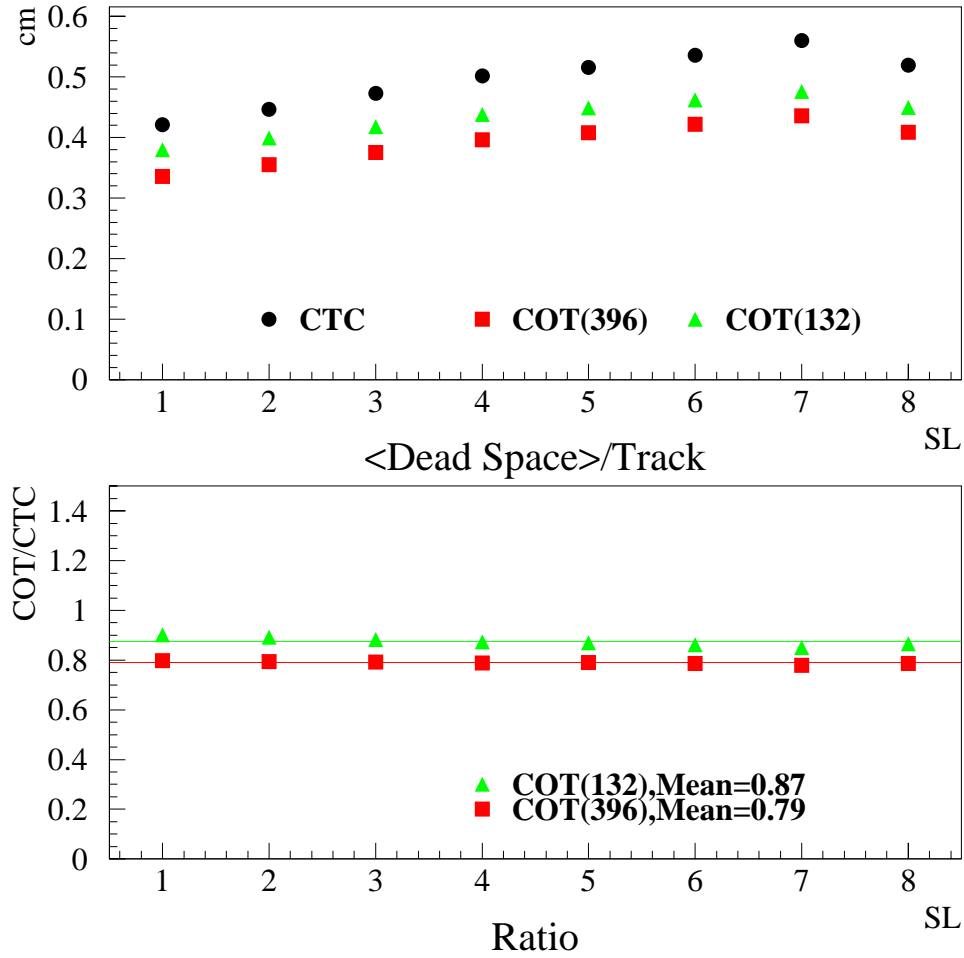 cm
0.6
0.5
0.4
0.3
0.2
0.1
0
CTC COT(396) COT(132)
1 2 3 4 5 6 7 8
SL
<Dead Space>/Track
COT/CTC
1.4
1.2
1
0.8
0.6
0.4
0.2
0
COT(132),Mean=0.87
COT(396),Mean=0.79
1 2 3 4 5 6 7 8
SL
Ratio